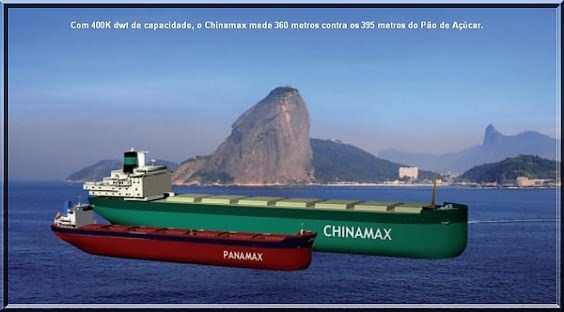 Com 400K dwt de capacidade, o Chinamax mede 360 metros contra os 395 metros do Pão de Açúcar.
CHINAMAX
PANAMAX